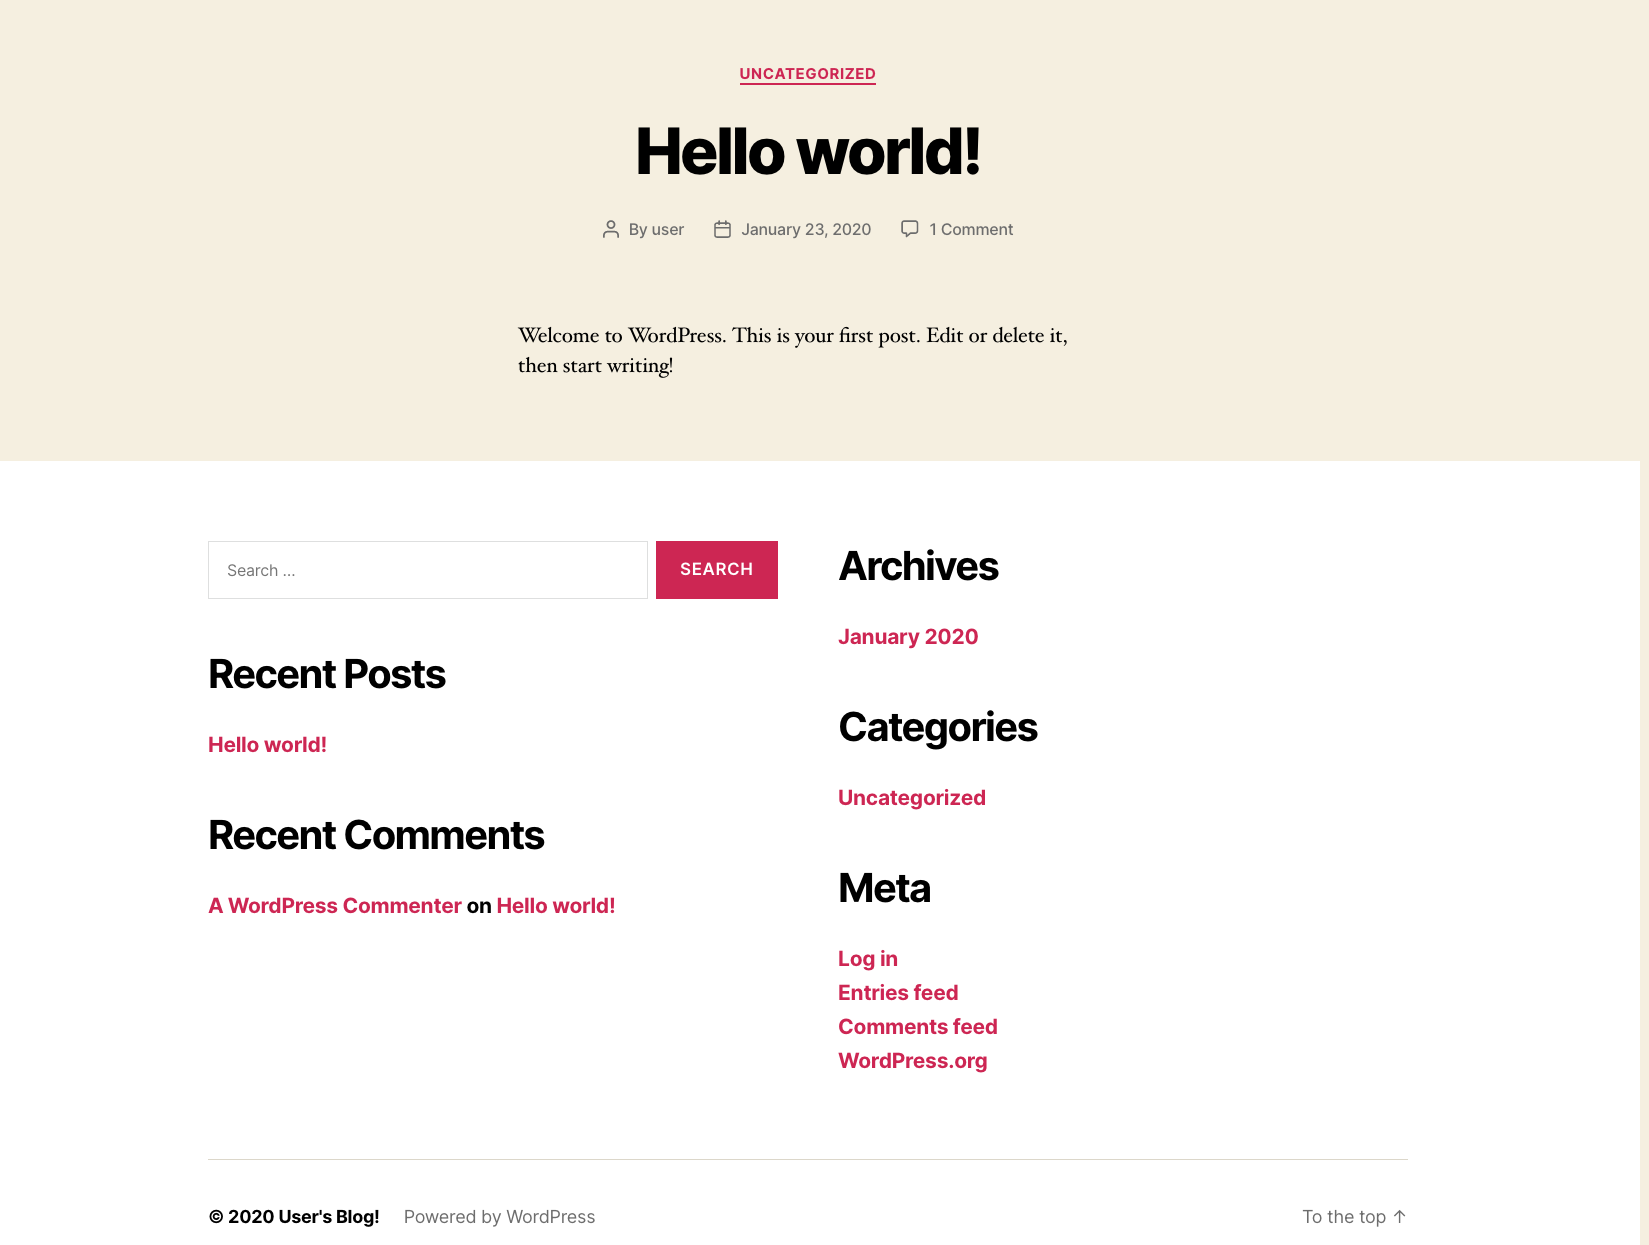 UNCATEGORIZED
Hello world!
By user January 23, 2020 1 Comment
Welcome to WordPress. This is your first post. Edit or delete it,
then start writing!
Search …
SEARCH
Recent Posts
Hello world!
Recent Comments
A WordPress Commenter on Hello world!
Archives
January 2020
Categories
Uncategorized
Meta
Log in
Entries feed
Comments feed
WordPress.org
© 2020 User's Blog! Powered by WordPress
To the top ↑